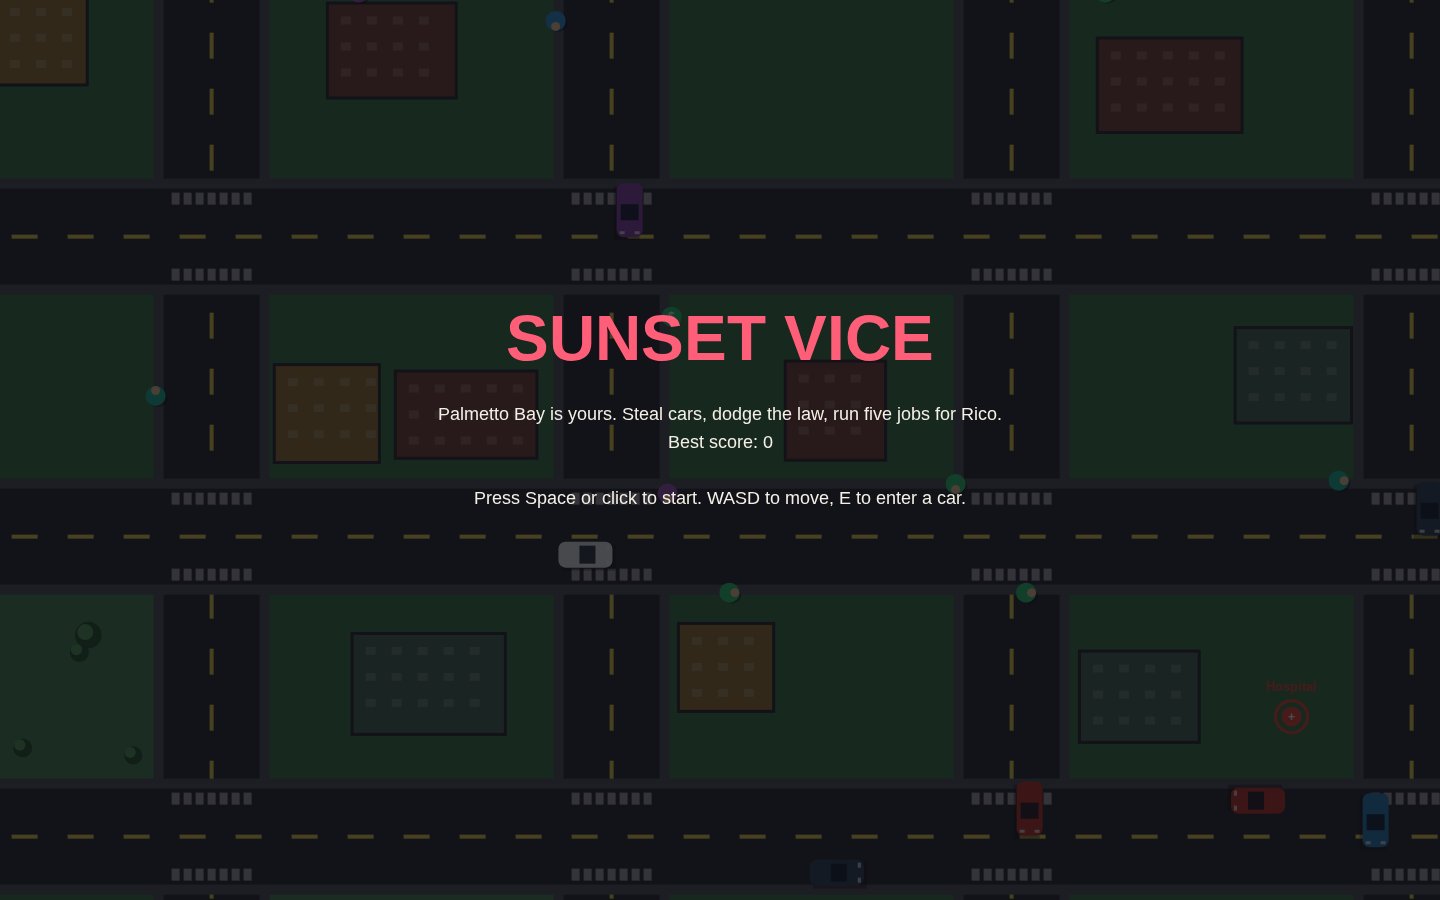 SUNSET VICE
Palmetto Bay is yours. Steal cars, dodge the law, run five jobs for Rico.
Best score: 0
Press Space or click to start. WASD to move, E to enter a car.
Hospital
+